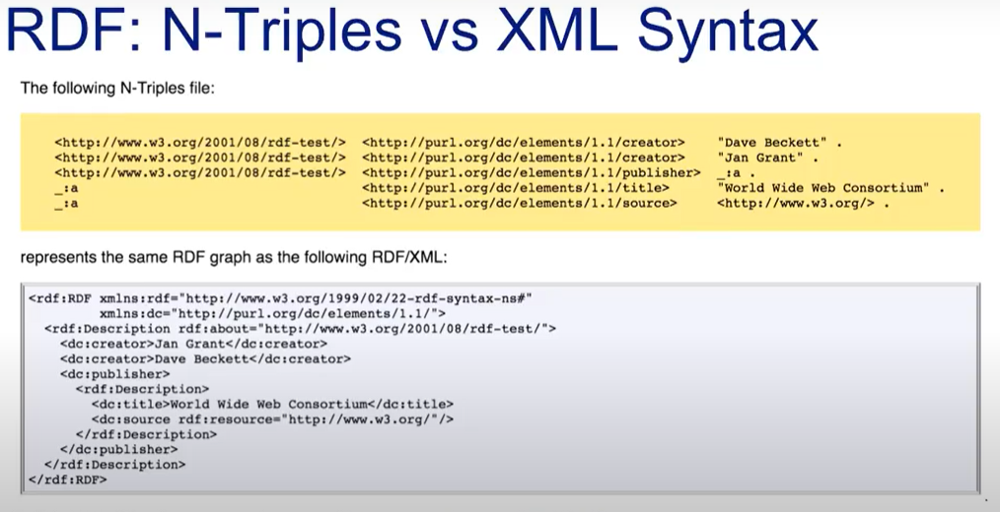 RDF: N-Triples vs XML Syntax
The following N-Triples file:
<http://www.w3.org/2001/08/rdf-test/> <http://purl.org/dc/elements/1.1/creator> "Dave Beckett" .
<http://www.w3.org/2001/08/rdf-test/> <http://purl.org/dc/elements/1.1/creator> "Jan Grant" .
<http://www.w3.org/2001/08/rdf-test/> <http://purl.org/dc/elements/1.1/publisher> _:a .
_:a <http://purl.org/dc/elements/1.1/title> "World Wide Web Consortium" .
_:a <http://purl.org/dc/elements/1.1/source> <http://www.w3.org/> .
represents the same RDF graph as the following RDF/XML:
<rdf:RDF xmlns:rdf="http://www.w3.org/1999/02/22-rdf-syntax-ns#"
xmlns:dc="http://purl.org/dc/elements/1.1/">
<rdf:Description rdf:about="http://www.w3.org/2001/08/rdf-test/">
<dc:creator>Jan Grant</dc:creator>
<dc:creator>Dave Beckett</dc:creator>
<dc:publisher>
<rdf:Description>
<dc:title>World Wide Web Consortium</dc:title>
<dc:source rdf:resource="http://www.w3.org/"/>
</rdf:Description>
</dc:publisher>
</rdf:Description>
</rdf:RDF>